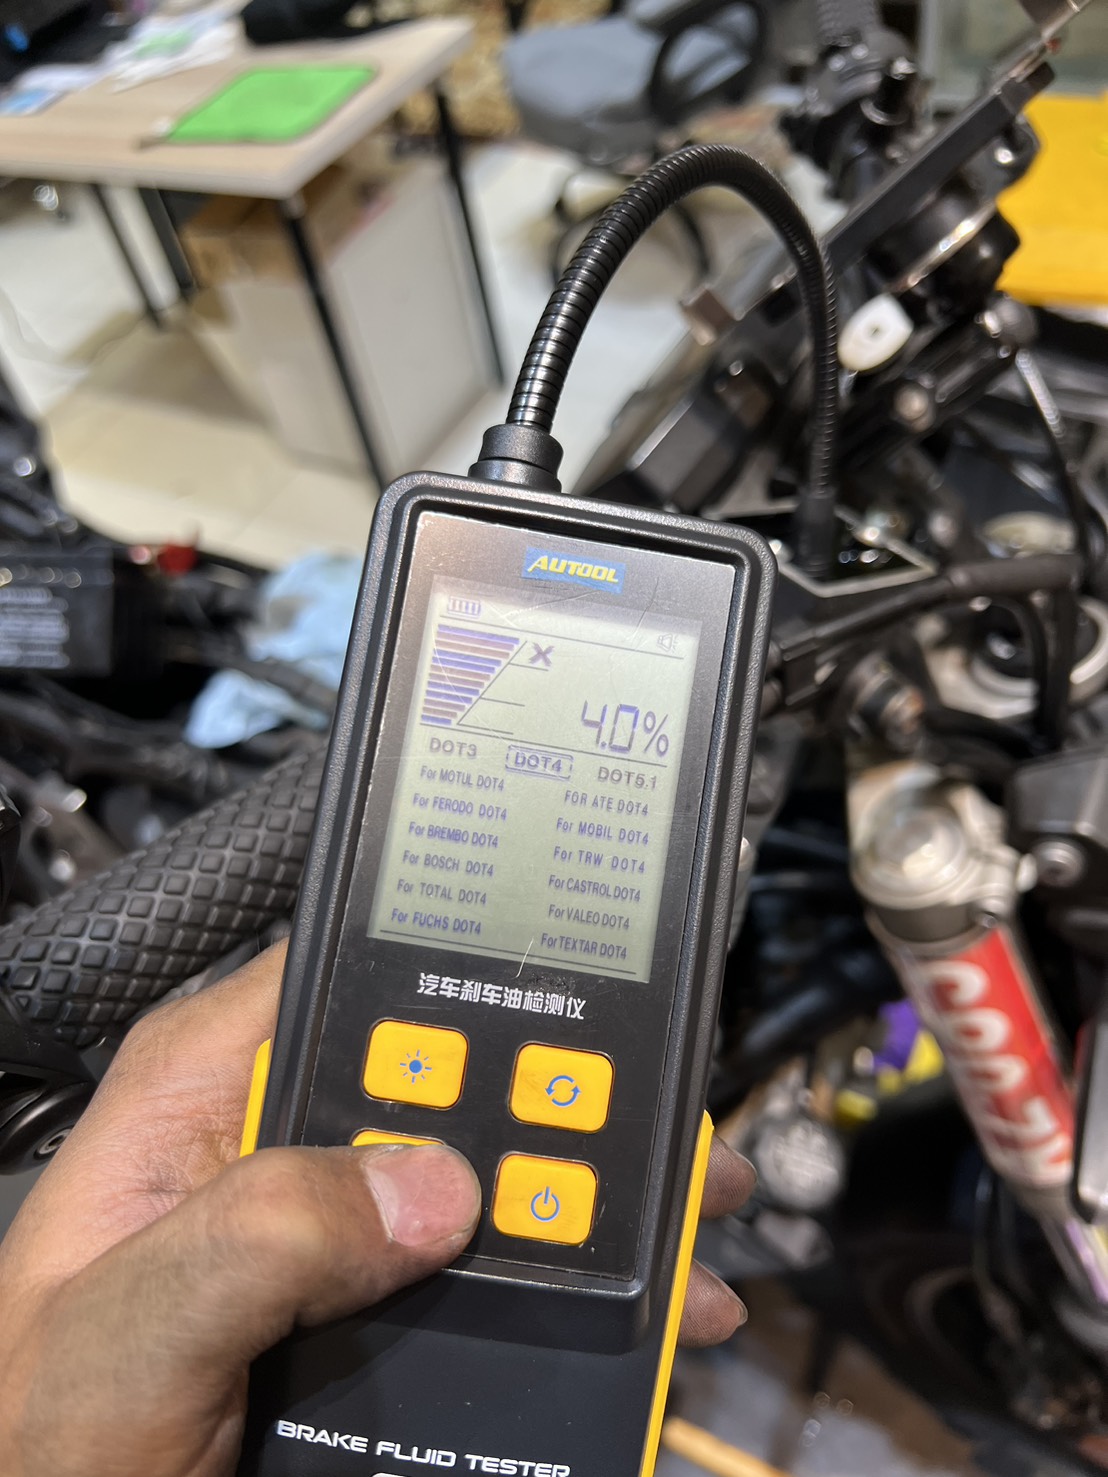 AUTOOL
4.0%
DOT3 DOT4 DOT5.1
For MOTUL DOT4
FOR ATE DOT4
For FERODO DOT4
For MOBIL DOT4
For BREMBO DOT4
For TRW DOT4
For BOSCH DOT4
For CASTROL DOT4
For TOTAL DOT4
For VALEO DOT4
For FUCHS DOT4
For TEXTAR DOT4
汽车刹车油检测仪
BRAKE FLUID TESTER